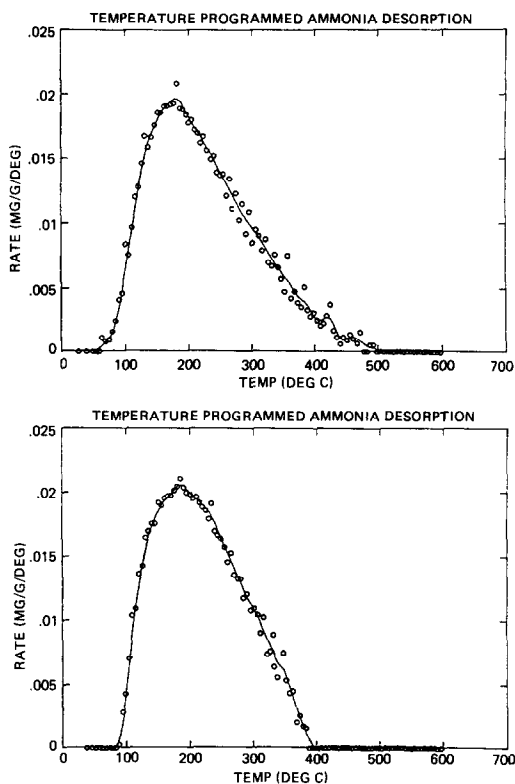 TEMPERATURE PROGRAMMED AMMONIA DESORPTION
.025
.02
.015
.01
.005
0
RATE (MG/G/DEG)
0 100 200 300 400 500 600 700
TEMP (DEG C)
TEMPERATURE PROGRAMMED AMMONIA DESORPTION
.025
.02
.015
.01
.005
0
RATE (MG/G/DEG)
0 100 200 300 400 500 600 700
TEMP (DEG C)